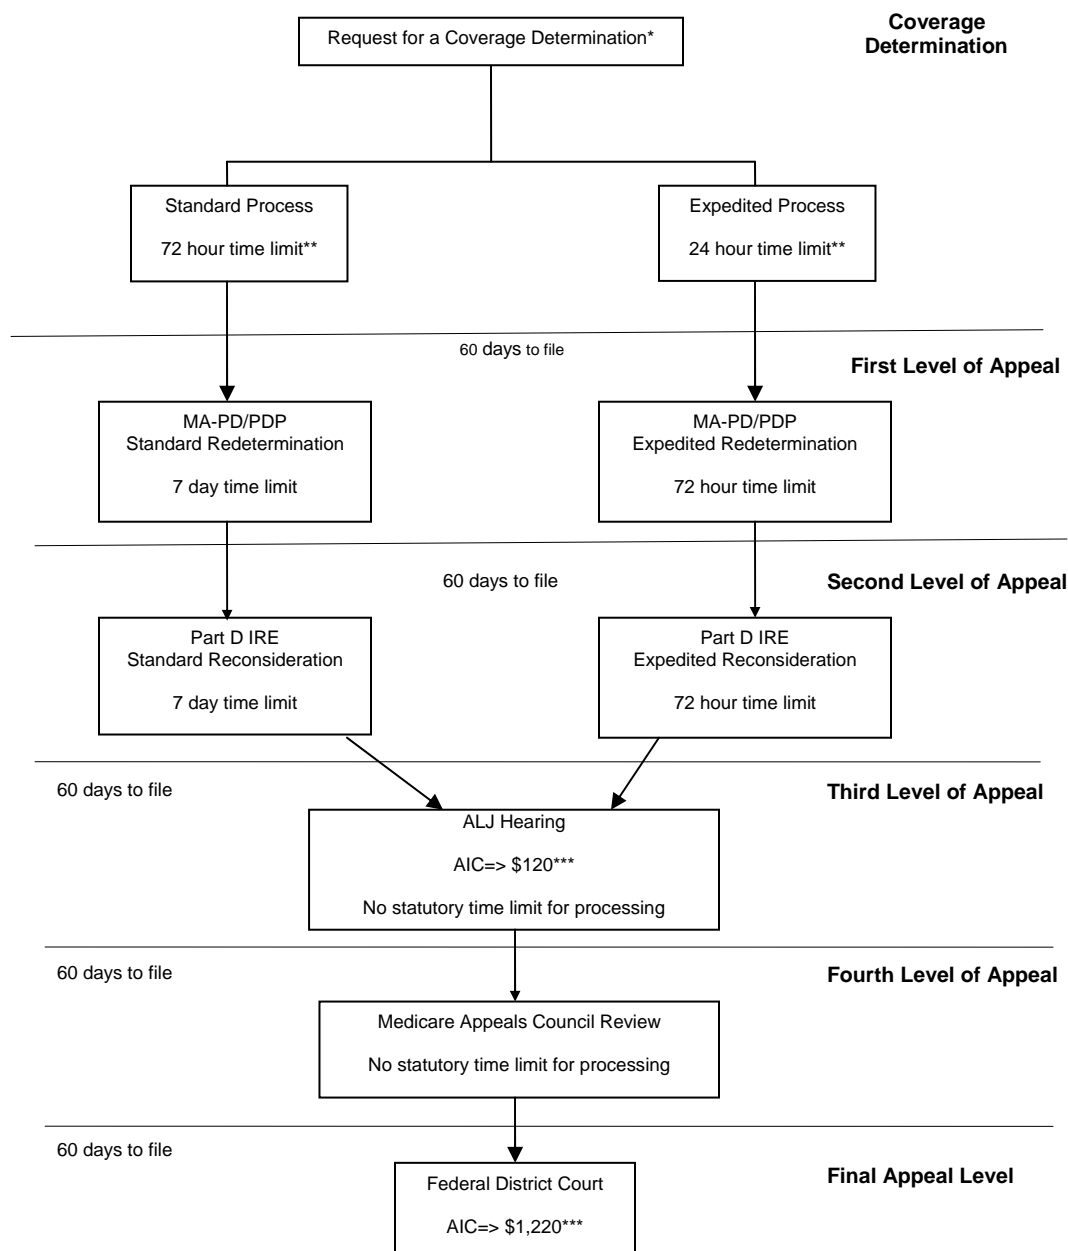 Request for a Coverage Determination*
Coverage
Determination
Standard Process
72 hour time limit**
Expedited Process
24 hour time limit**
60 days to file
First Level of Appeal
MA-PD/PDP
Standard Redetermination
7 day time limit
MA-PD/PDP
Expedited Redetermination
72 hour time limit
60 days to file
Second Level of Appeal
Part D IRE
Standard Reconsideration
7 day time limit
Part D IRE
Expedited Reconsideration
72 hour time limit
60 days to file
Third Level of Appeal
ALJ Hearing
AIC=> $120***
No statutory time limit for processing
60 days to file
Fourth Level of Appeal
Medicare Appeals Council Review
No statutory time limit for processing
60 days to file
Final Appeal Level
Federal District Court
AIC=> $1,220***